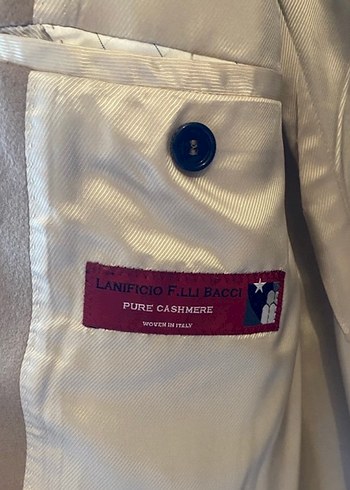 LANIFICIO F.LLI BACCI
PURE CASHMERE
WOVEN IN ITALY